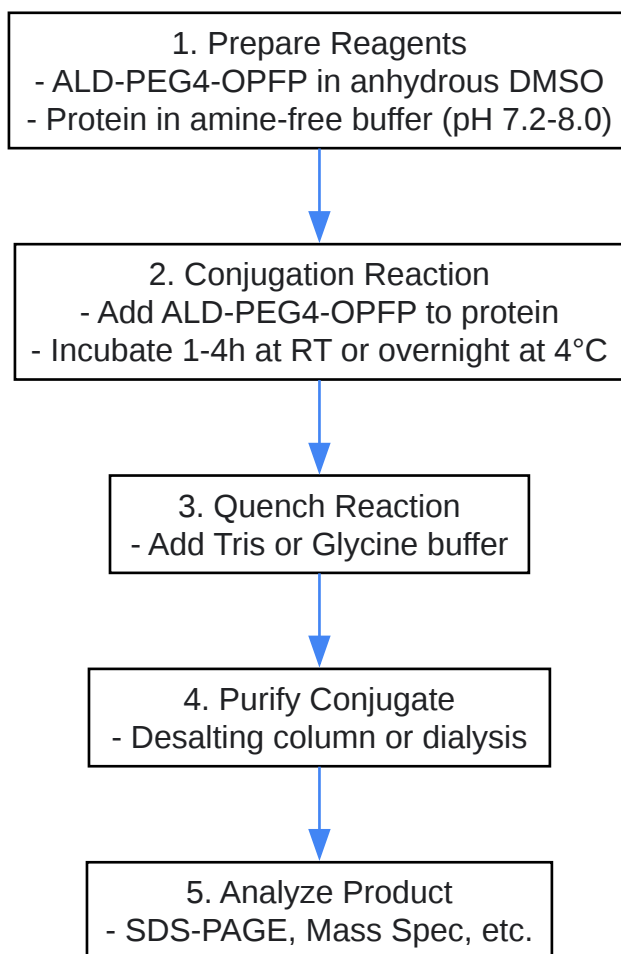 1. Prepare Reagents
- ALD-PEG4-OPFP in anhydrous DMSO
- Protein in amine-free buffer (pH 7.2-8.0)
2. Conjugation Reaction
- Add ALD-PEG4-OPFP to protein
- Incubate 1-4h at RT or overnight at 4°C
3. Quench Reaction
- Add Tris or Glycine buffer
4. Purify Conjugate
- Desalting column or dialysis
5. Analyze Product
- SDS-PAGE, Mass Spec, etc.